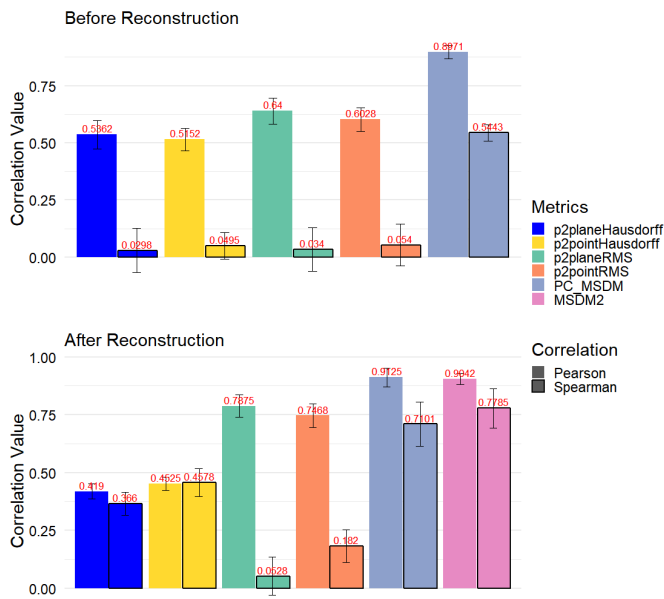 Before Reconstruction
Correlation Value
0.75
0.50
0.25
0.00
0.5362
0.0298
0.5152
0.0495
0.64
0.034
0.6028
0.054
0.8971
0.5443
Metrics
p2planeHausdorff
p2pointHausdorff
p2planeRMS
p2pointRMS
PC_MSDM
MSDM2
Correlation
Pearson
Spearman
After Reconstruction
Correlation Value
1.00
0.75
0.50
0.25
0.00
0.419
0.366
0.4525
0.4578
0.7875
0.0528
0.7468
0.182
0.9125
0.7101
0.9042
0.7785